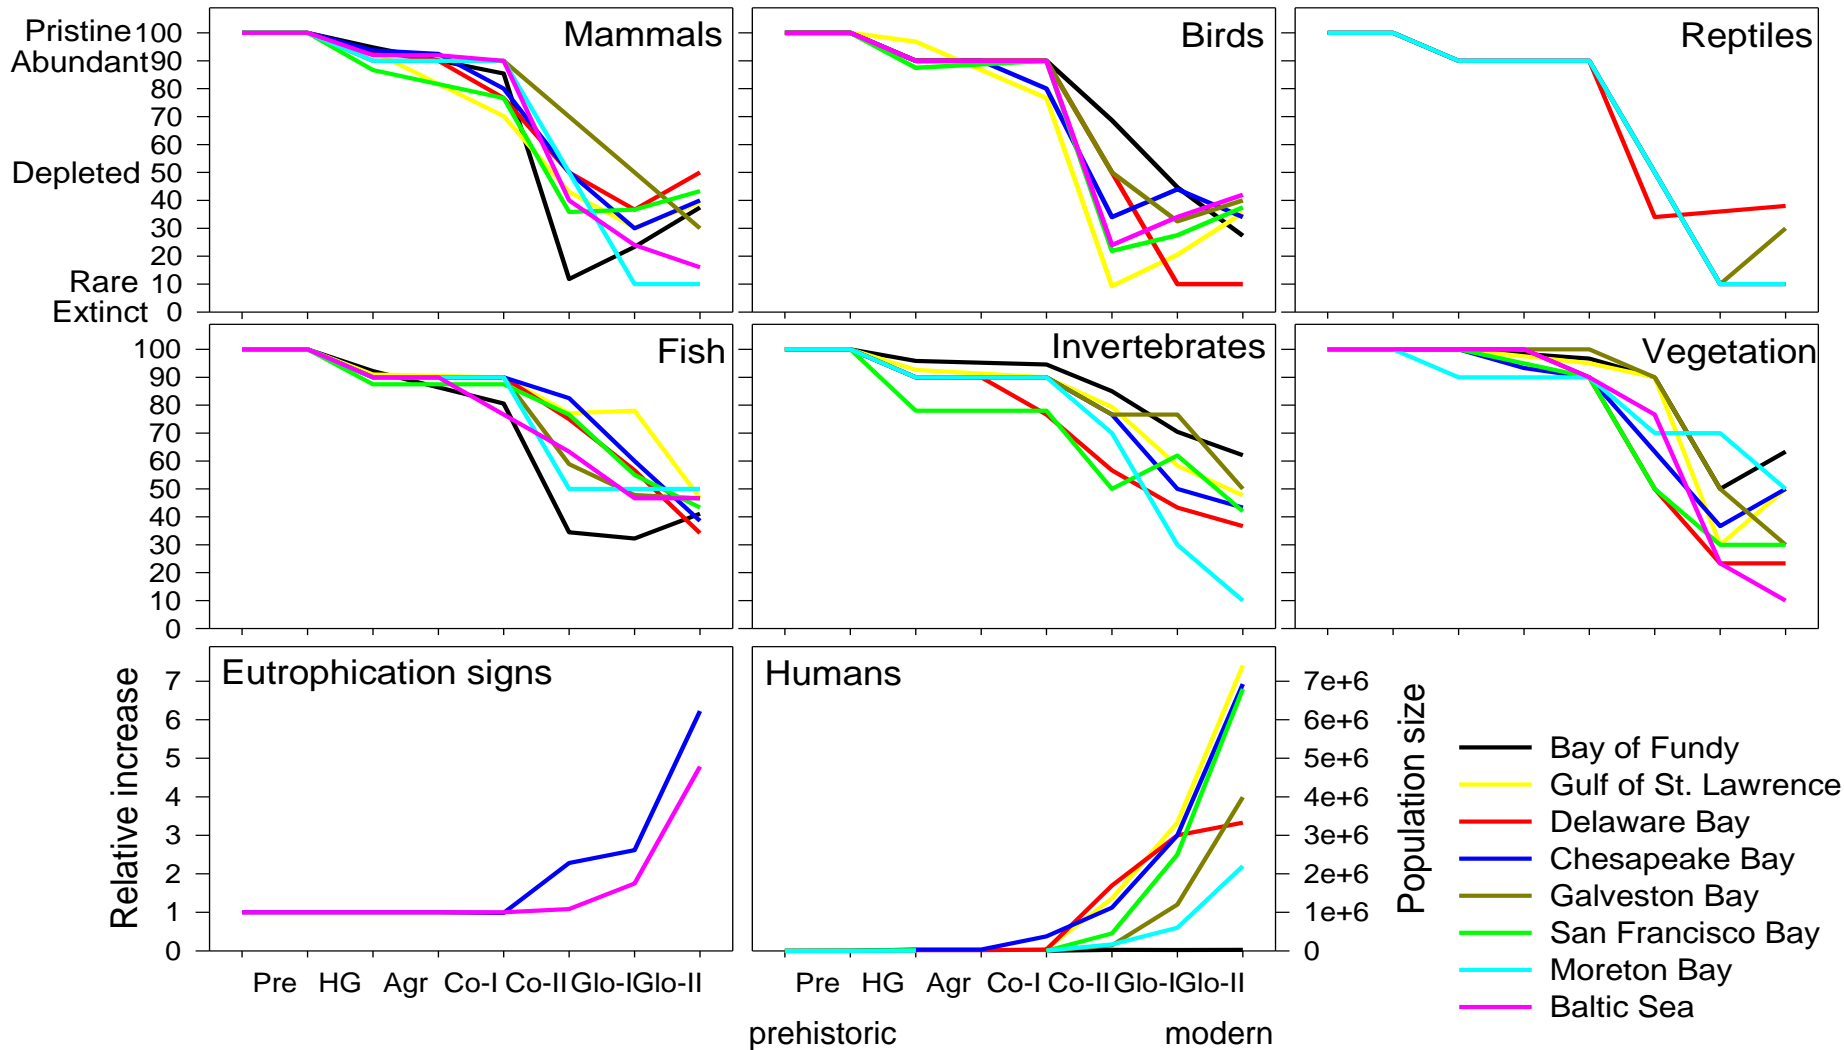 Pristine 100
Abundant 90
80
70
60
Depleted 50
40
30
20
Rare 10
Extinct 0
Mammals
Birds
Reptiles
100
90
80
70
60
50
40
30
20
10
0
Fish
Invertebrates
Vegetation
Relative increase
7
6
5
4
3
2
1
0
Eutrophication signs
Pre HG Agr Co-I Co-II Glo-I Glo-II
Humans
7e+6
6e+6
5e+6
4e+6
3e+6
2e+6
1e+6
0
Population size
Pre HG Agr Co-I Co-II Glo-I Glo-II
prehistoric modern
Bay of Fundy
Gulf of St. Lawrence
Delaware Bay
Chesapeake Bay
Galveston Bay
San Francisco Bay
Moreton Bay
Baltic Sea